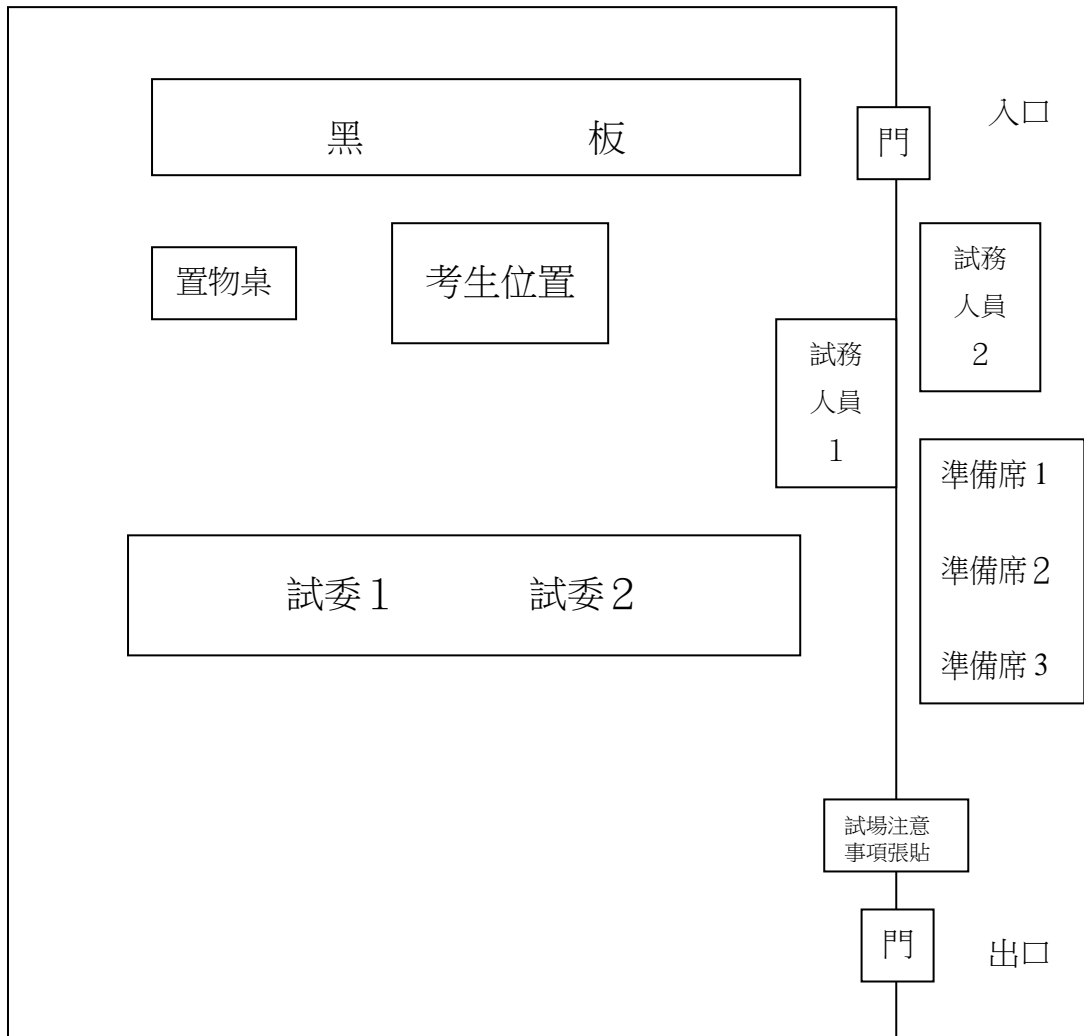 入口
黑 板
門
置物桌
考生位置
試務
人員
2
試務
人員
1
準備席 1
準備席 2
準備席 3
試委 1 試委 2
試場注意
事項張貼
門
出口